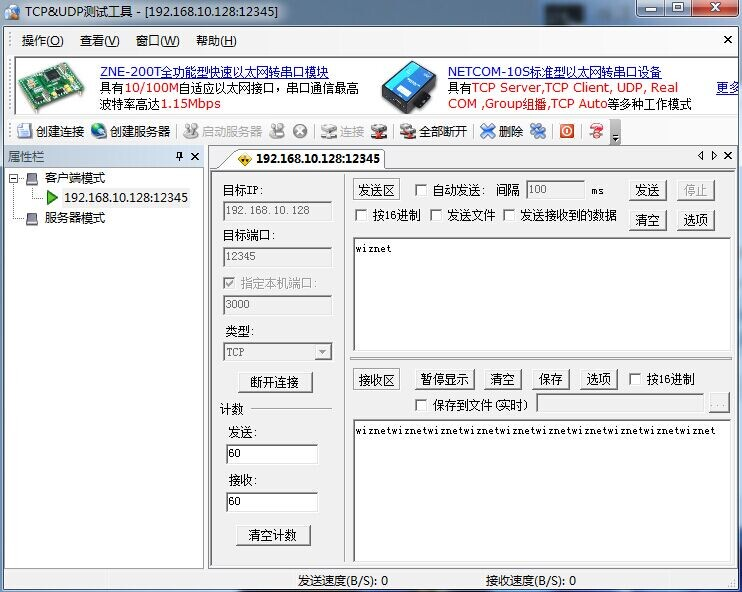 TCP&UDP测试工具 - [192.168.10.128:12345]
操作(O) 查看(V) 窗口(W) 帮助(H)
ZNE-200T全功能型快速以太网转串口模块
具有10/100M自适应以太网接口，串口通信最高
波特率高达1.15Mbps
NETCOM-10S标准型以太网转串口设备
具有TCP Server,TCP Client, UDP, Real
COM ,Group组播,TCP Auto等多种工作模式
更多
创建连接 创建服务器 启动服务器 连接 全部断开 删除
属性栏
客户端模式
192.168.10.128:12345
服务器模式
192.168.10.128:12345
目标IP:
192.168.10.128
目标端口:
12345
指定本机端口:
3000
类型:
TCP
断开连接
计数
发送:
60
接收:
60
清空计数
发送区 自动发送: 间隔 100 ms 发送 停止
按16进制 发送文件 发送接收到的数据 清空 选项
wiznet
接收区 暂停显示 清空 保存 选项 按16进制
保存到文件(实时) ...
wiznetwiznetwiznetwiznetwiznetwiznetwiznetwiznetwiznetwiznet
发送速度(B/S): 0 接收速度(B/S): 0